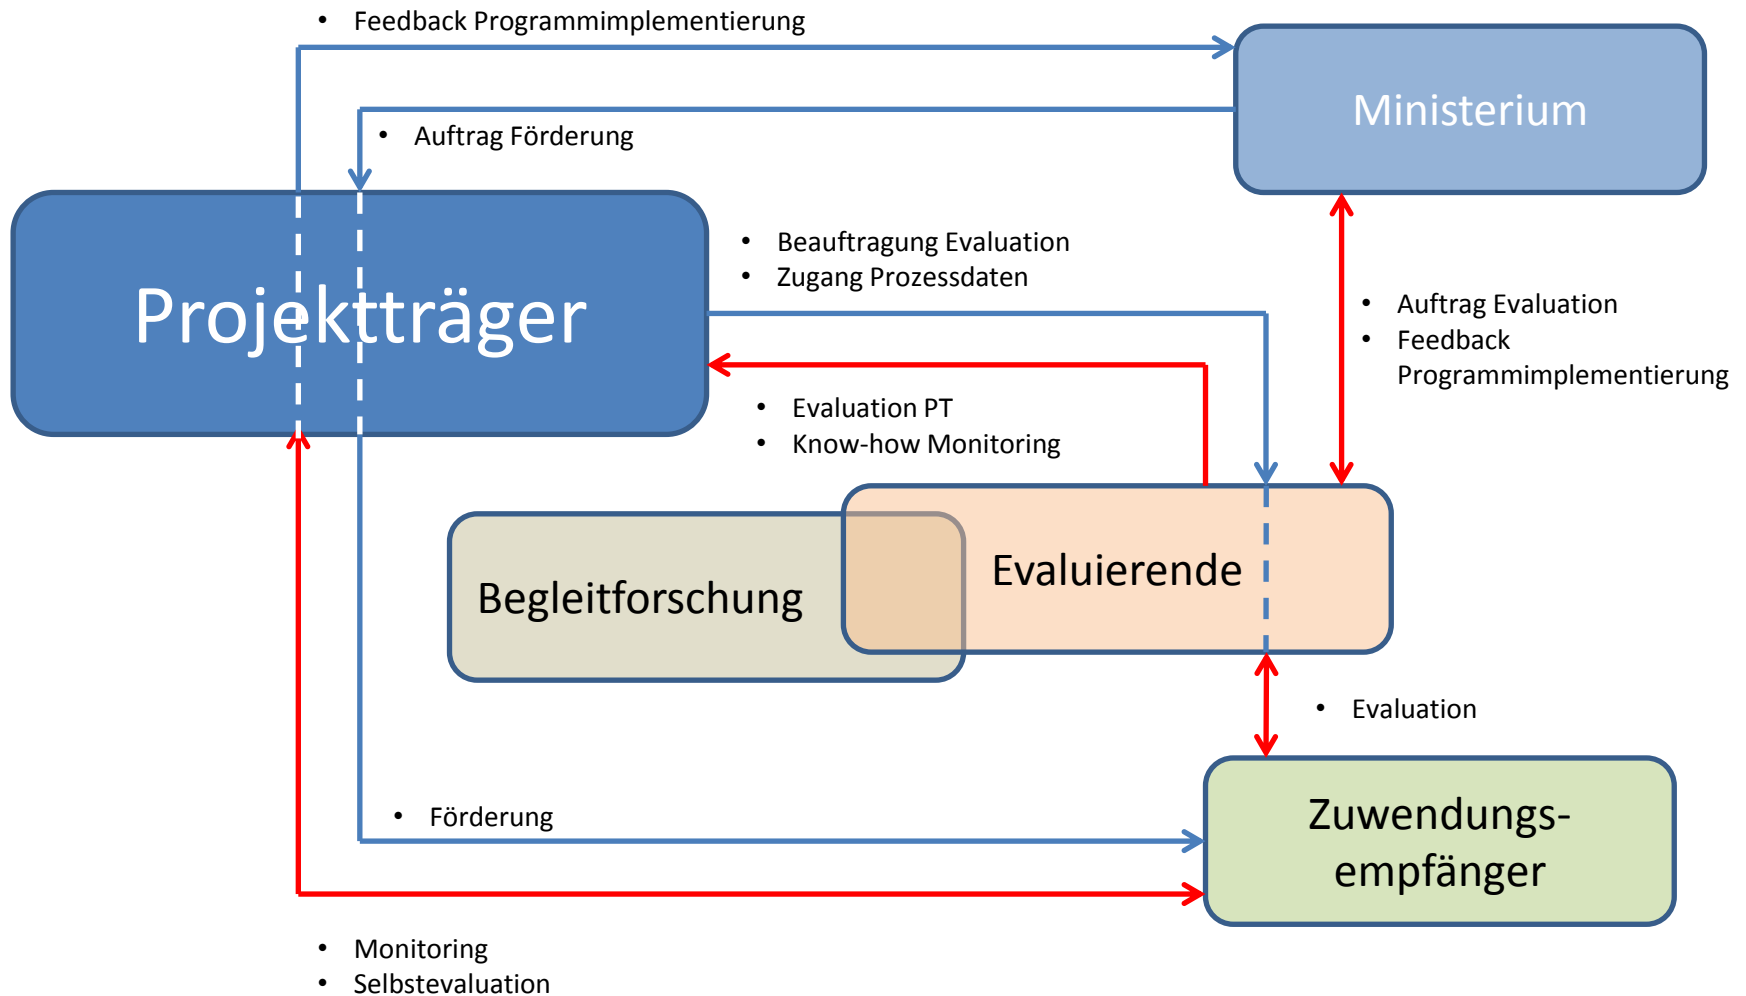 • Feedback Programmimplementierung
Ministerium
• Auftrag Förderung
Projektträger
• Beauftragung Evaluation
• Zugang Prozessdaten
• Auftrag Evaluation
• Feedback
Programmimplementierung
• Evaluation PT
• Know-how Monitoring
Evaluierende
Begleitforschung
• Evaluation
• Förderung
Zuwendungs-
empfänger
• Monitoring
• Selbstevaluation